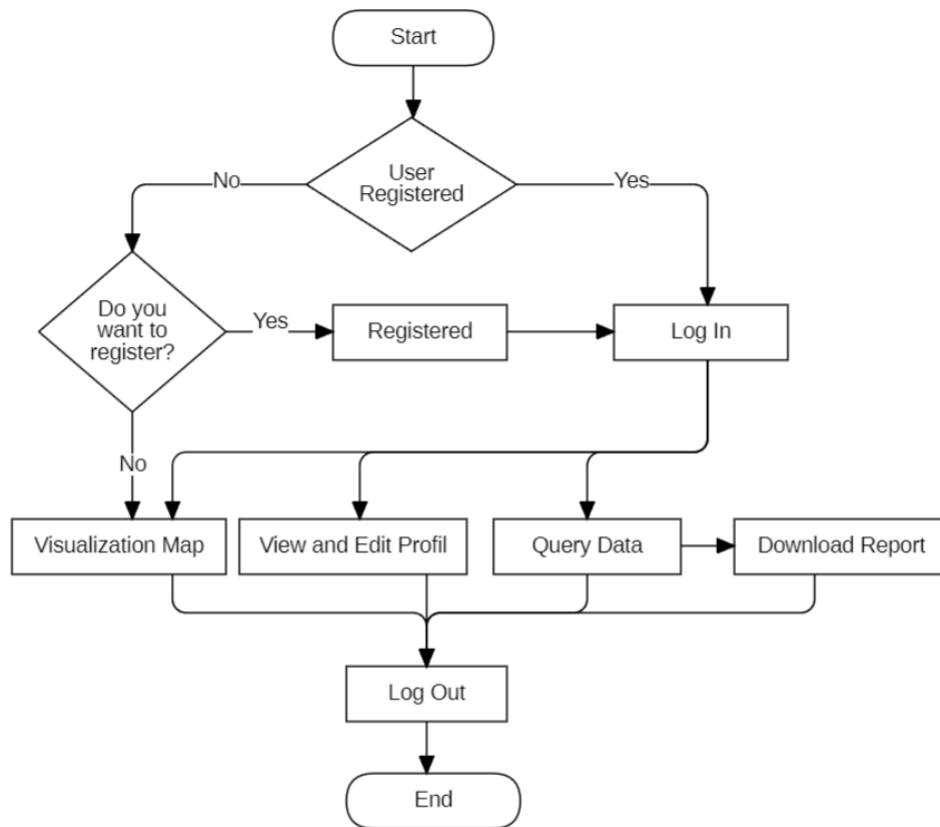 Start
User
Registered
No
Yes
Do you
want to
register?
Yes
Registered
Log In
No
Visualization Map
View and Edit Profil
Query Data
Download Report
Log Out
End